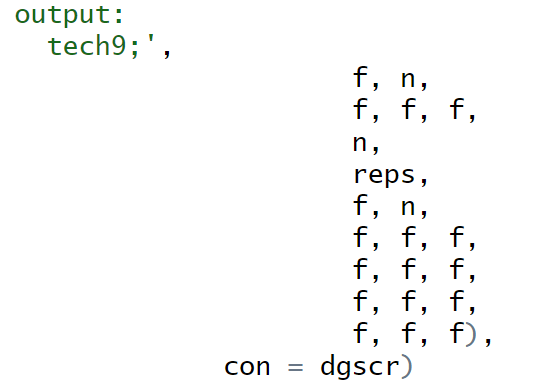 output:
  tech9;',
                     f, n,
                     f, f, f,
                     n,
                     reps,
                     f, n,
                     f, f, f,
                     f, f, f,
                     f, f, f,
                     f, f, f),
             con = dgscr)